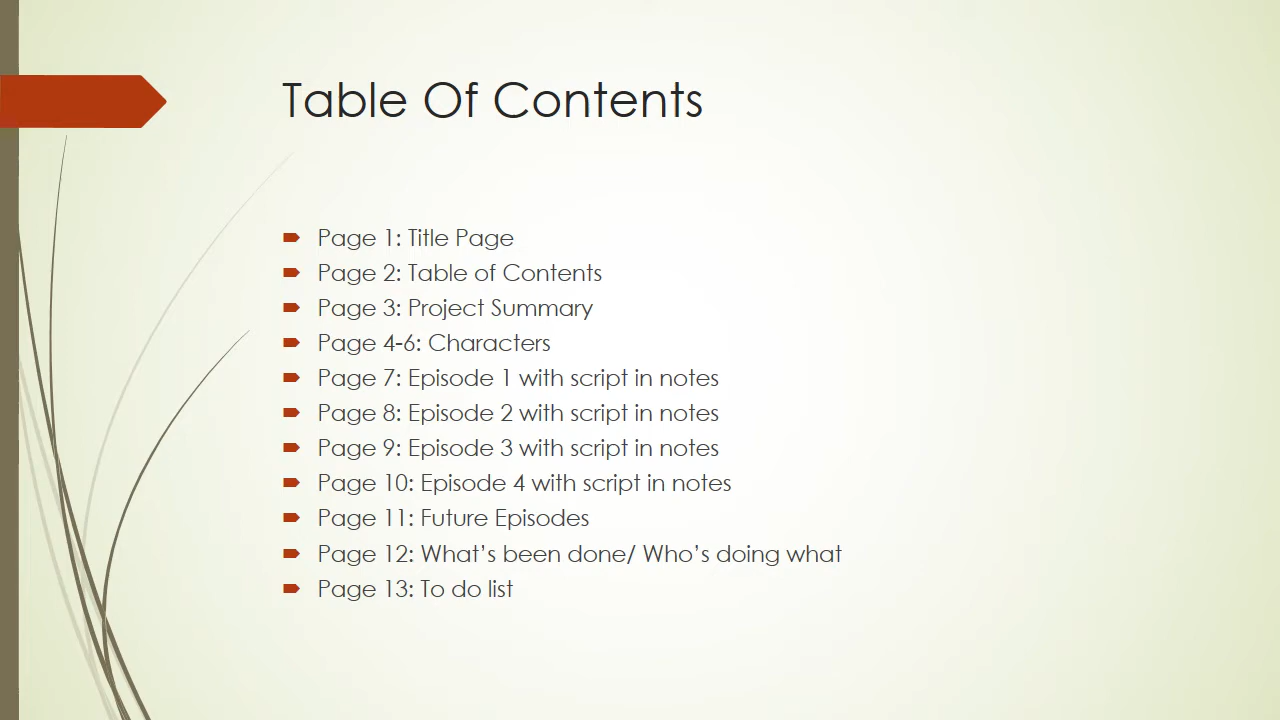 Table Of Contents
Page 1: Title Page
Page 2: Table of Contents
Page 3: Project Summary
Page 4-6: Characters
Page 7: Episode 1 with script in notes
Page 8: Episode 2 with script in notes
Page 9: Episode 3 with script in notes
Page 10: Episode 4 with script in notes
Page 11: Future Episodes
Page 12: What’s been done/ Who’s doing what
Page 13: To do list